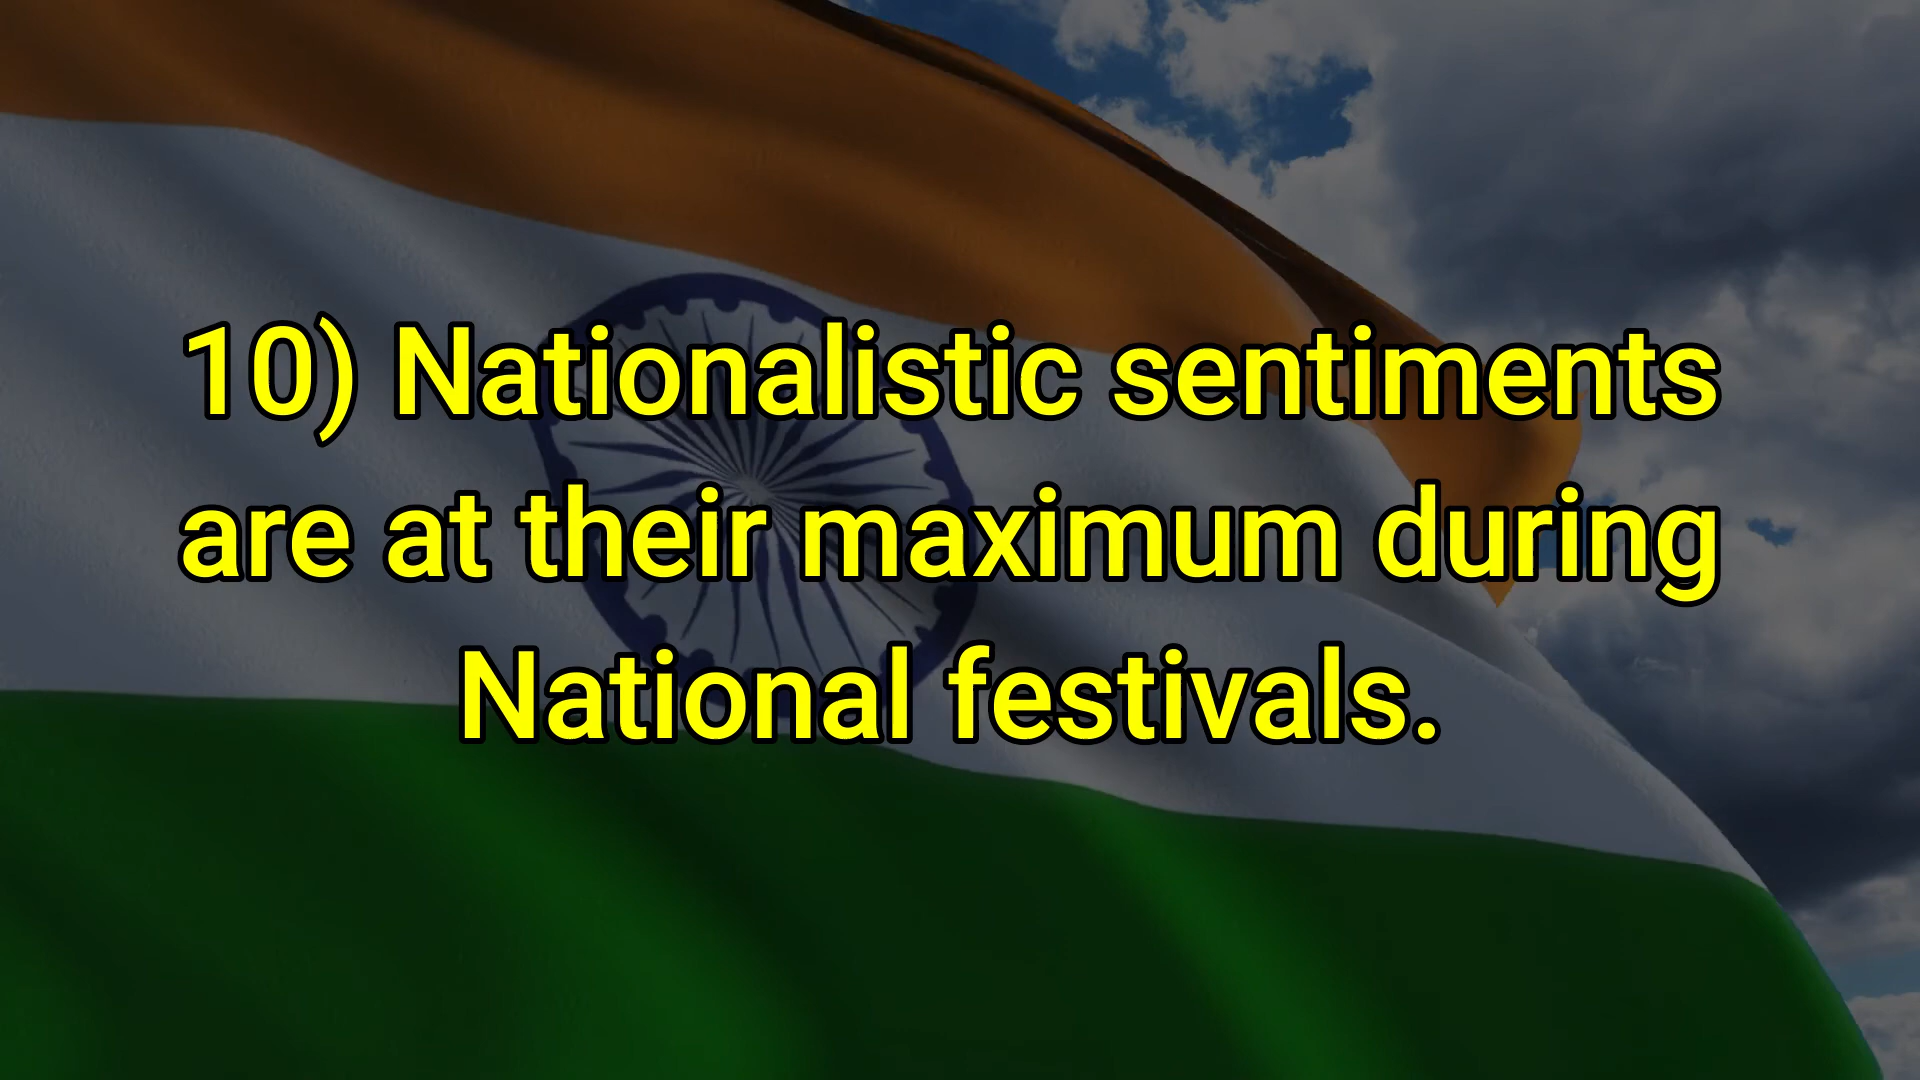 10) Nationalistic sentiments
are at their maximum during
National festivals.